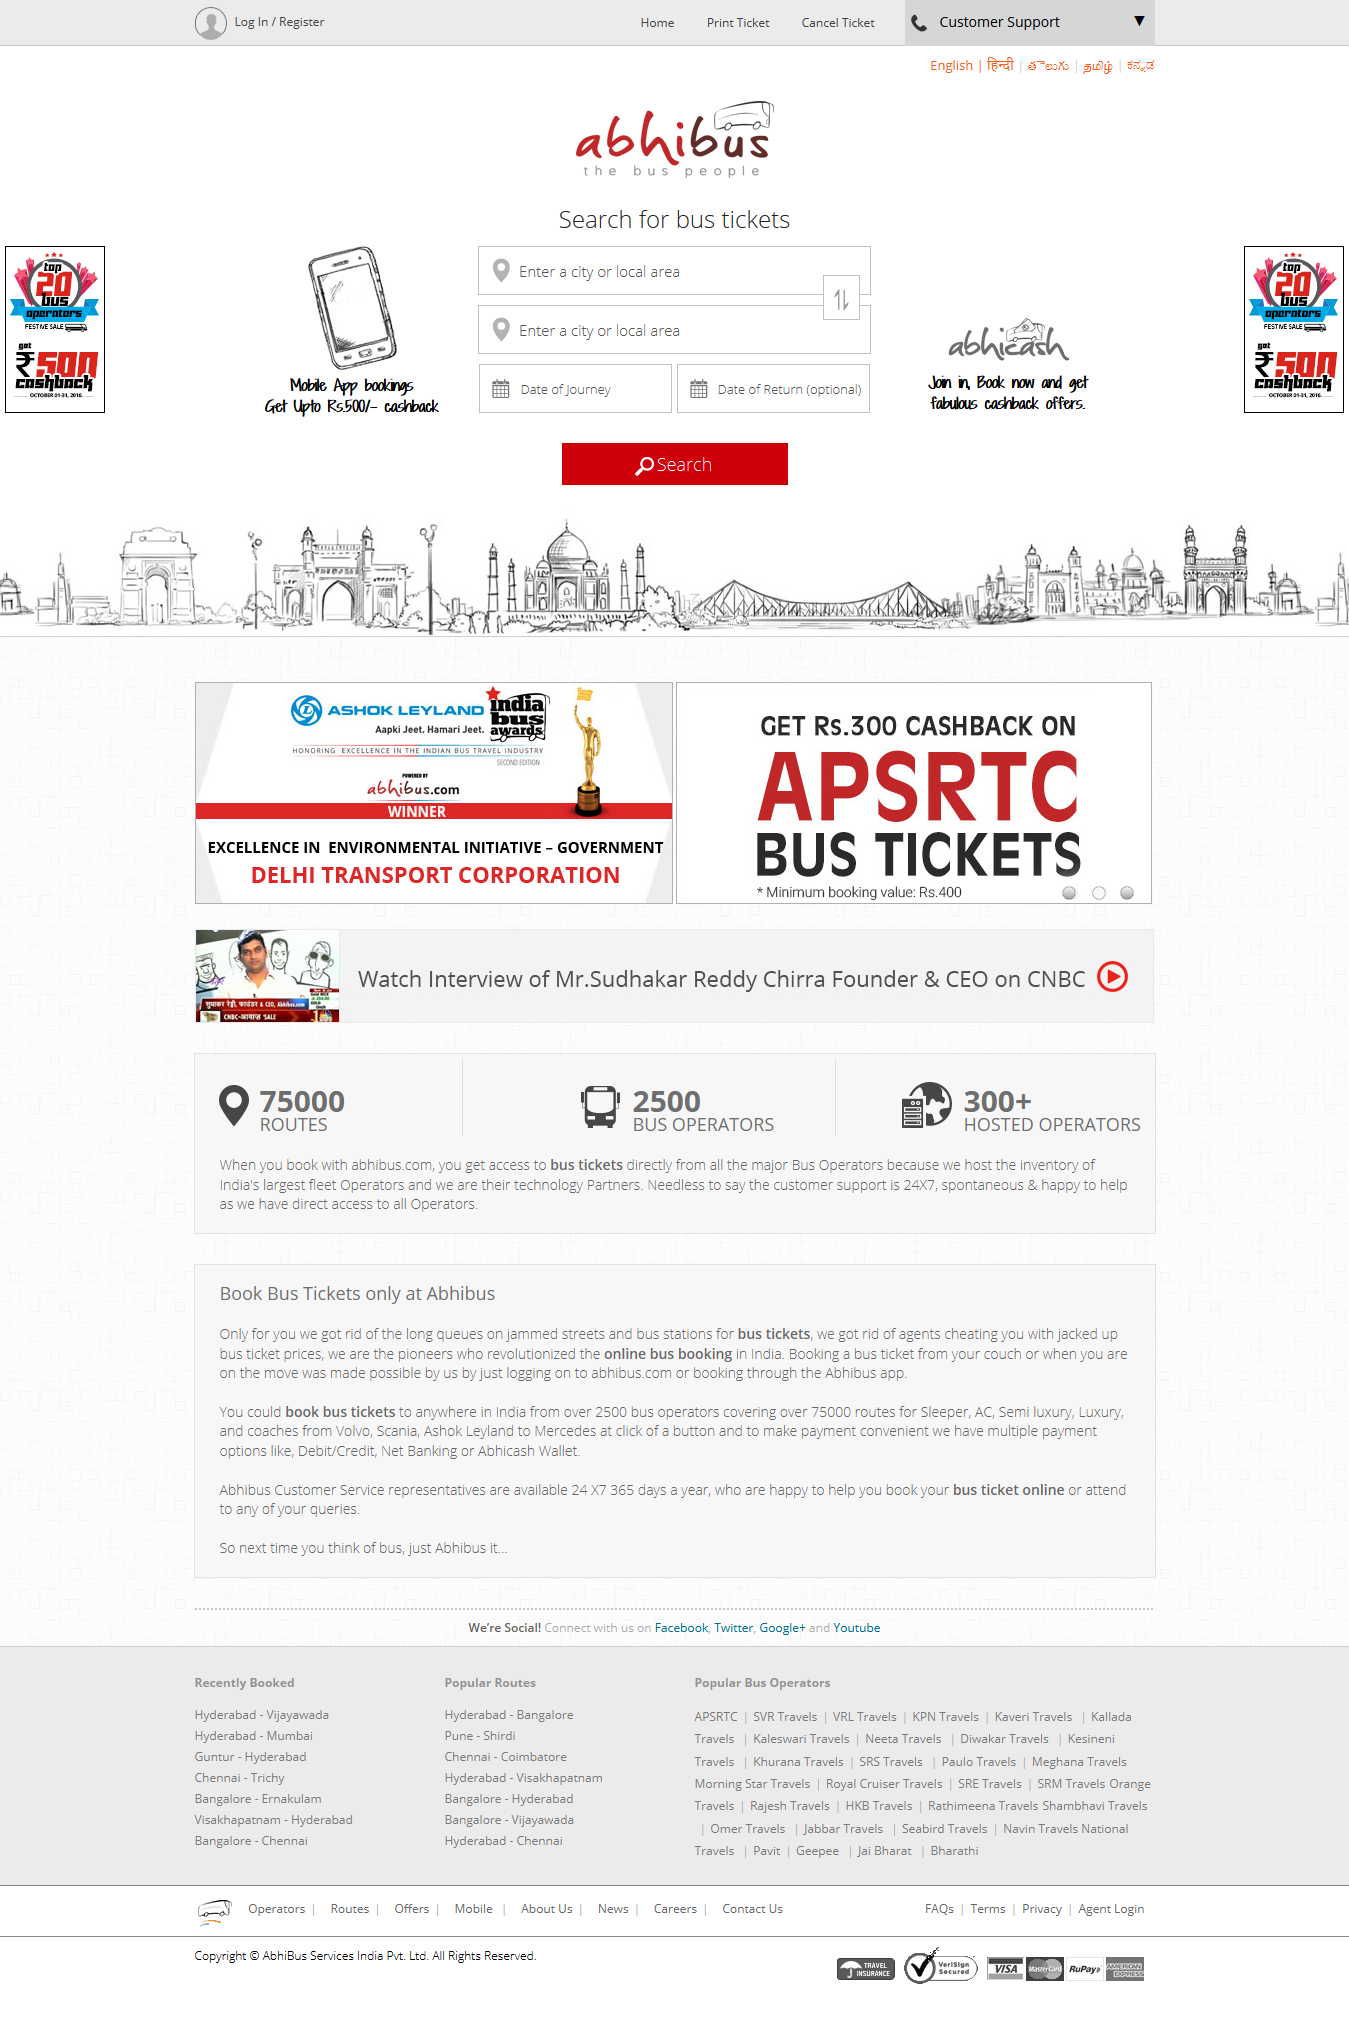 Log In / Register
Home
Print Ticket
Cancel Ticket
Customer Support
English | हिन्दी | తెలుగు | தமிழ் | ಕನ್ನಡ
abhibus
the bus people
Search for bus tickets
top
20
bus
operators
FESTIVE SALE
get
₹500
cashback
OCTOBER 01-31, 2016.
Mobile App bookings
Get Upto Rs.500/- cashback
Enter a city or local area
Enter a city or local area
Date of Journey
Date of Return (optional)
Search
abhicash
Join in, Book now and get
fabulous cashback offers.
top
20
bus
operators
FESTIVE SALE
get
₹500
cashback
OCTOBER 01-31, 2016.
ASHOK LEYLAND
Aapki Jeet. Hamari Jeet.
india
bus
awards
HONORING EXCELLENCE IN THE INDIAN BUS TRAVEL INDUSTRY
SECOND EDITION
POWERED BY
abhibus.com
WINNER
EXCELLENCE IN ENVIRONMENTAL INITIATIVE – GOVERNMENT
DELHI TRANSPORT CORPORATION
GET Rs.300 CASHBACK ON
APSRTC
BUS TICKETS
* Minimum booking value: Rs.400
सुधाकर रेड्डी, फाउंडर & CEO, Abhibus.com
CNBC-आवाज़ SALE
Watch Interview of Mr.Sudhakar Reddy Chirra Founder & CEO on CNBC
75000
ROUTES
2500
BUS OPERATORS
300+
HOSTED OPERATORS
When you book with abhibus.com, you get access to bus tickets directly from all the major Bus Operators because we host the inventory of
India's largest fleet Operators and we are their technology Partners. Needless to say the customer support is 24X7, spontaneous & happy to help
as we have direct access to all Operators.
Book Bus Tickets only at Abhibus
Only for you we got rid of the long queues on jammed streets and bus stations for bus tickets, we got rid of agents cheating you with jacked up
bus ticket prices, we are the pioneers who revolutionized the online bus booking in India. Booking a bus ticket from your couch or when you are
on the move was made possible by us by just logging on to abhibus.com or booking through the Abhibus app.
You could book bus tickets to anywhere in India from over 2500 bus operators covering over 75000 routes for Sleeper, AC, Semi luxury, Luxury,
and coaches from Volvo, Scania, Ashok Leyland to Mercedes at click of a button and to make payment convenient we have multiple payment
options like, Debit/Credit, Net Banking or Abhicash Wallet.
Abhibus Customer Service representatives are available 24 X7 365 days a year, who are happy to help you book your bus ticket online or attend
to any of your queries.
So next time you think of bus, just Abhibus it...
We're Social! Connect with us on Facebook, Twitter, Google+ and Youtube
Recently Booked
Hyderabad - Vijayawada
Hyderabad - Mumbai
Guntur - Hyderabad
Chennai - Trichy
Bangalore - Ernakulam
Visakhapatnam - Hyderabad
Bangalore - Chennai
Popular Routes
Hyderabad - Bangalore
Pune - Shirdi
Chennai - Coimbatore
Hyderabad - Visakhapatnam
Bangalore - Hyderabad
Bangalore - Vijayawada
Hyderabad - Chennai
Popular Bus Operators
APSRTC | SVR Travels | VRL Travels | KPN Travels | Kaveri Travels | Kallada
Travels | Kaleswari Travels | Neeta Travels | Diwakar Travels | Kesineni
Travels | Khurana Travels | SRS Travels | Paulo Travels | Meghana Travels
Morning Star Travels | Royal Cruiser Travels | SRE Travels | SRM Travels Orange
Travels | Rajesh Travels | HKB Travels | Rathimeena Travels Shambhavi Travels
| Omer Travels | Jabbar Travels | Seabird Travels | Navin Travels National
Travels | Pavit | Geepee | Jai Bharat | Bharathi
Operators | Routes | Offers | Mobile | About Us | News | Careers | Contact Us
FAQs | Terms | Privacy | Agent Login
Copyright © AbhiBus Services India Pvt. Ltd. All Rights Reserved.
TRAVEL
INSURANCE
VeriSign
Secured
VISA
MasterCard
RuPay
AMERICAN
EXPRESS